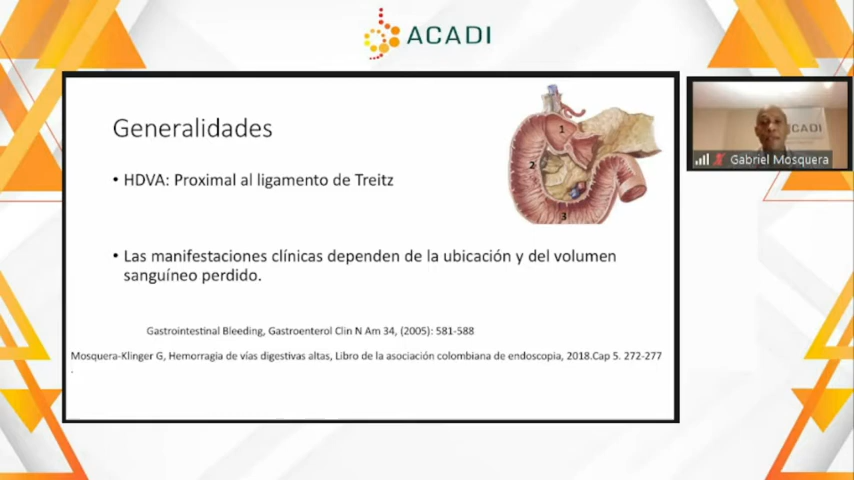 ACADI
Generalidades
• HDVA: Proximal al ligamento de Treitz
• Las manifestaciones clínicas dependen de la ubicación y del volumen
sanguíneo perdido.
Gastrointestinal Bleeding, Gastroenterol Clin N Am 34, (2005): 581-588
Mosquera-Klinger G, Hemorragia de vías digestivas altas, Libro de la asociación colombiana de endoscopia, 2018.Cap 5. 272-277
.
1
2
3
CADI
Gabriel Mosquera